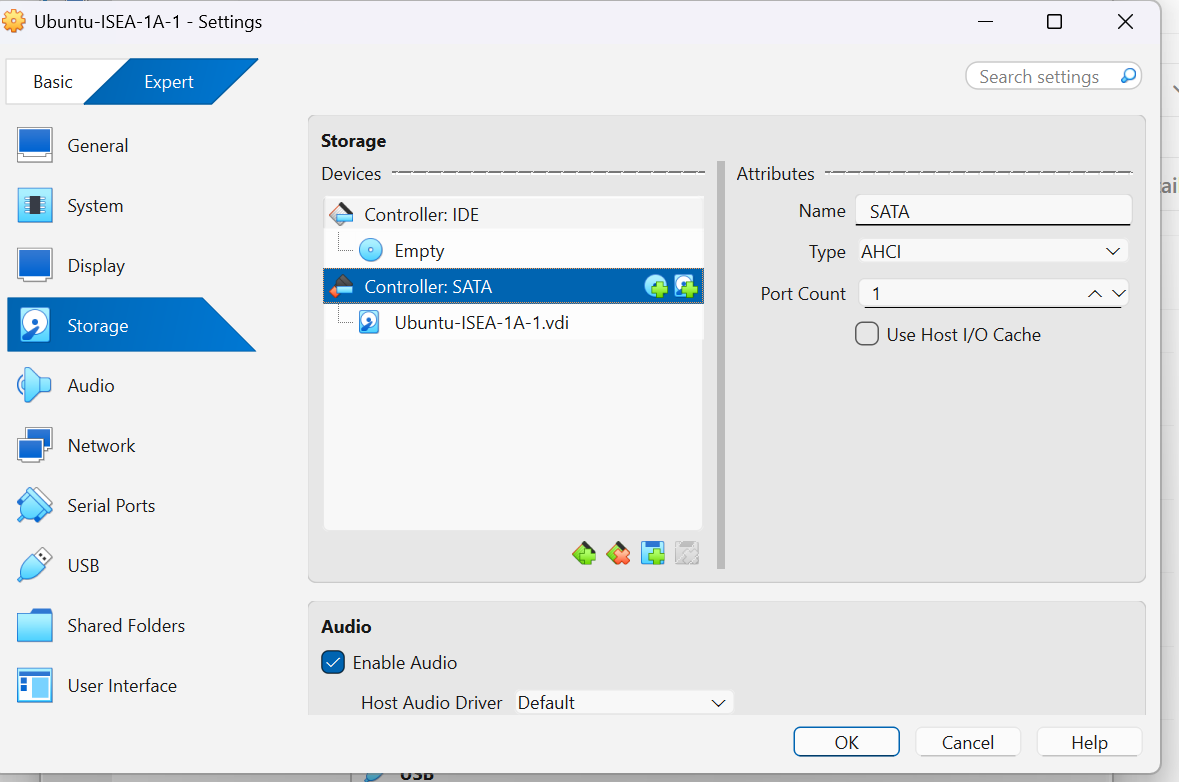 Ubuntu-ISEA-1A-1 - Settings
Basic
Expert
Search settings
General
System
Display
Storage
Audio
Network
Serial Ports
USB
Shared Folders
User Interface
Storage
Devices
Controller: IDE
Empty
Controller: SATA
Ubuntu-ISEA-1A-1.vdi
Attributes
Name SATA
Type AHCI
Port Count 1
Use Host I/O Cache
Audio
Enable Audio
Host Audio Driver Default
OK
Cancel
Help
USB